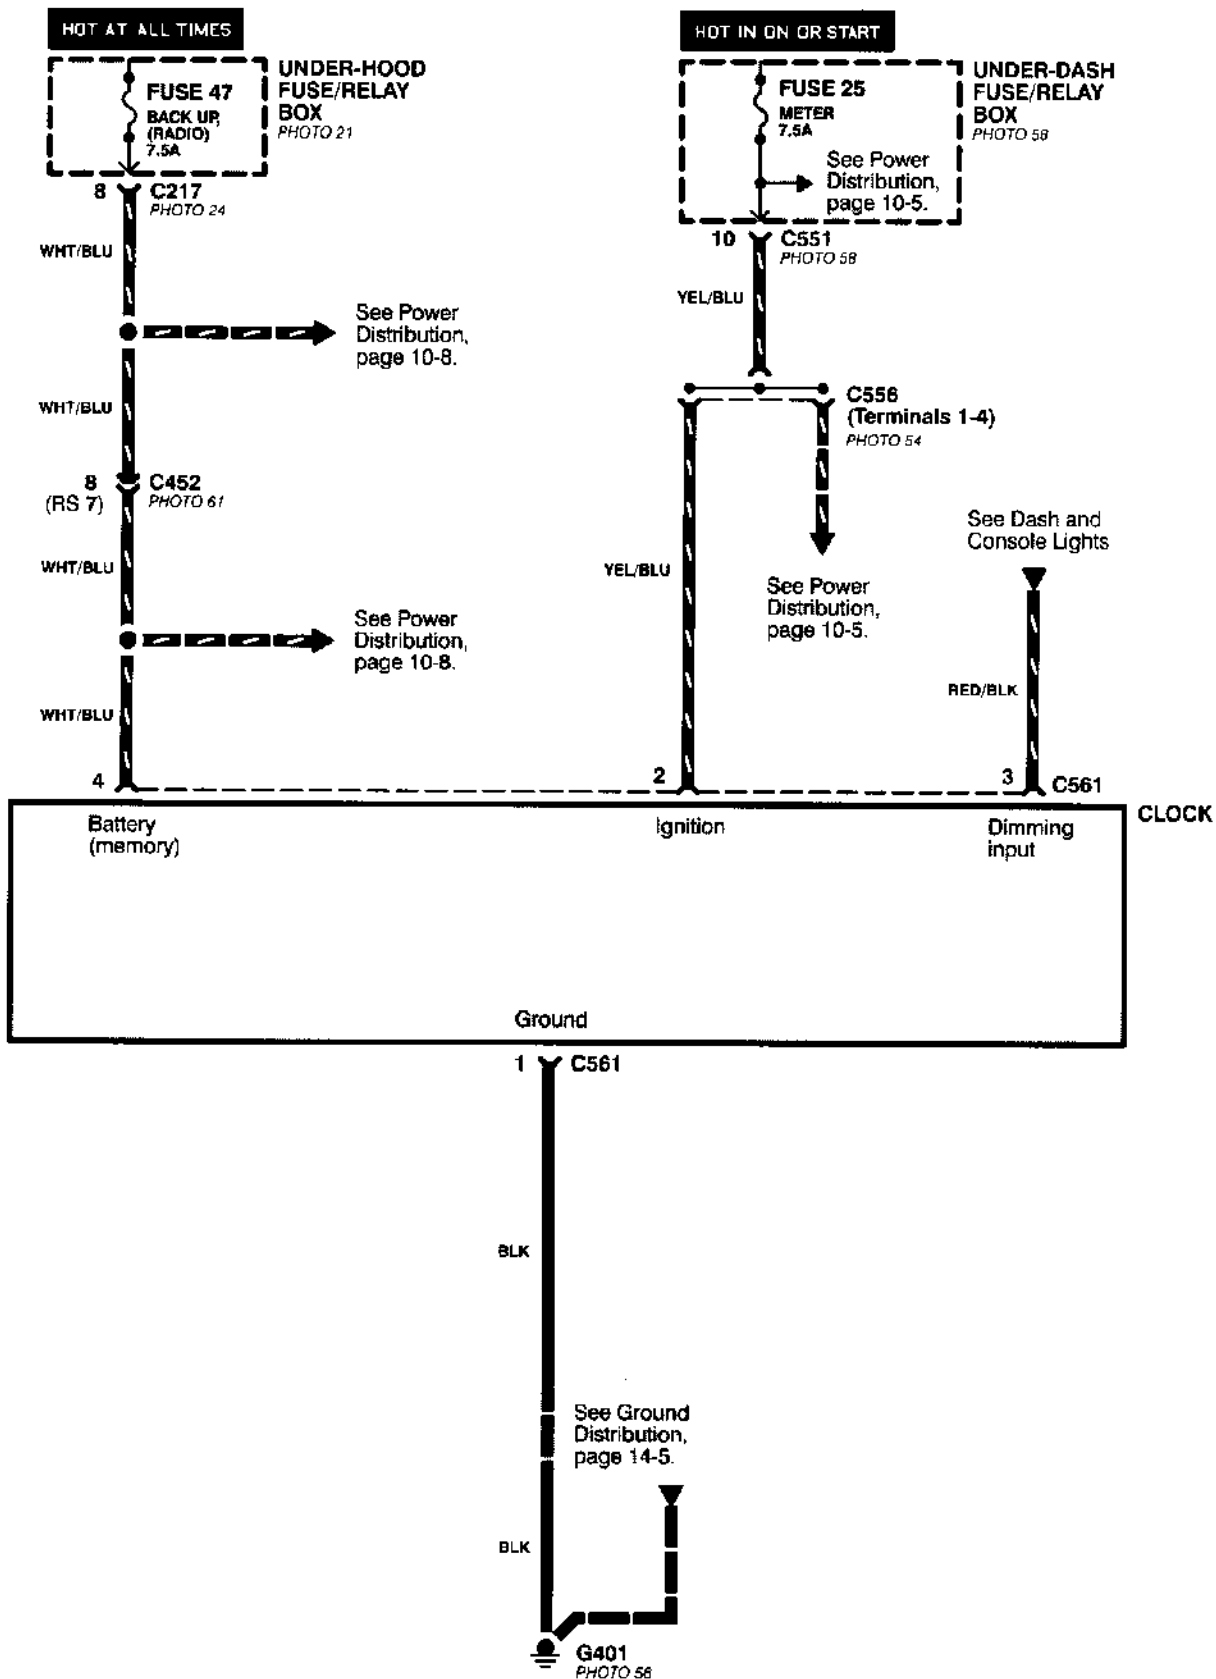 HOT AT ALL TIMES
FUSE 47
BACK UP,
(RADIO)
7.5A
UNDER-HOOD
FUSE/RELAY
BOX
PHOTO 21
8
C217
PHOTO 24
WHT/BLU
See Power
Distribution,
page 10-8.
WHT/BLU
8
(RS 7)
C452
PHOTO 61
WHT/BLU
See Power
Distribution,
page 10-8.
WHT/BLU
4
HOT IN ON OR START
FUSE 25
METER
7.5A
See Power
Distribution,
page 10-5.
UNDER-DASH
FUSE/RELAY
BOX
PHOTO 58
10
C551
PHOTO 58
YEL/BLU
C556
(Terminals 1-4)
PHOTO 54
YEL/BLU
See Power
Distribution,
page 10-5.
2
See Dash and
Console Lights
RED/BLK
3
C561
CLOCK
Battery
(memory)
Ignition
Dimming
input
Ground
1
C561
BLK
See Ground
Distribution,
page 14-5.
BLK
G401
PHOTO 56